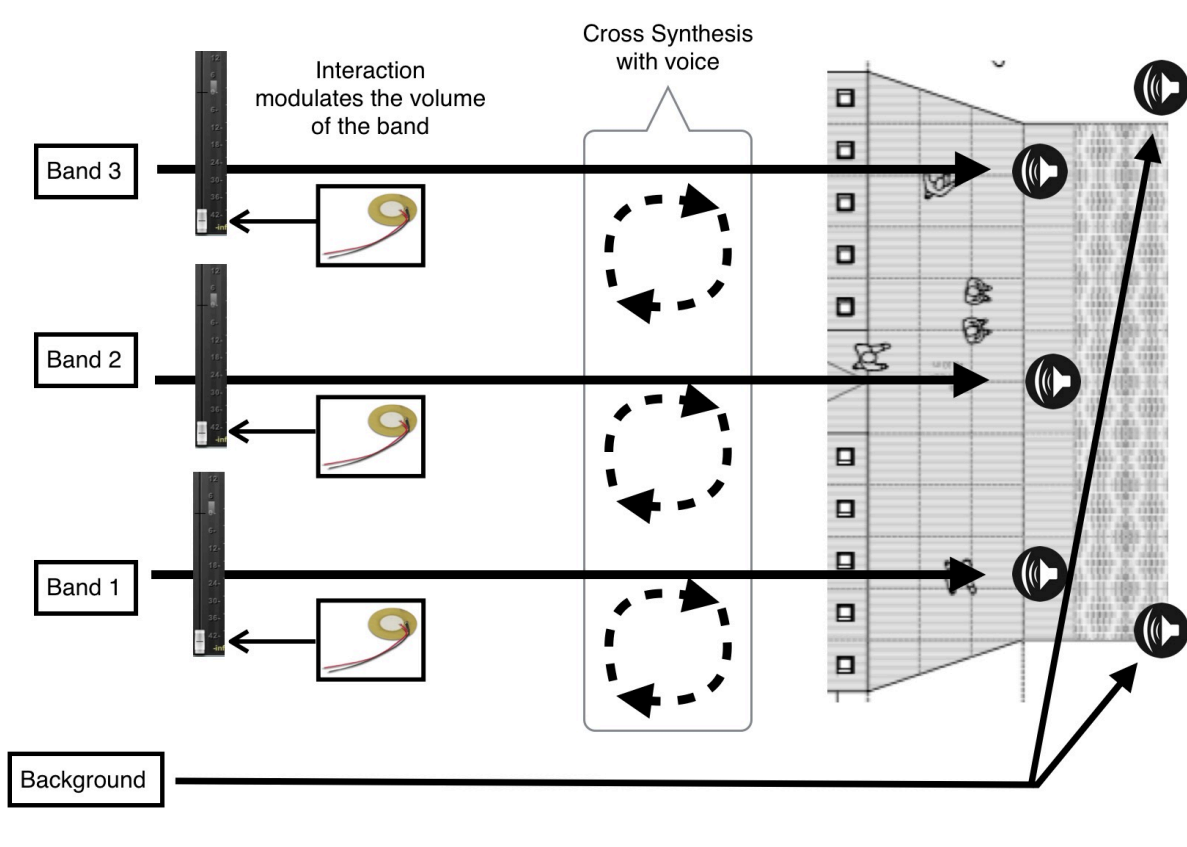 Cross Synthesis
with voice
Interaction
modulates the volume
of the band
Band 3
Band 2
Band 1
Background